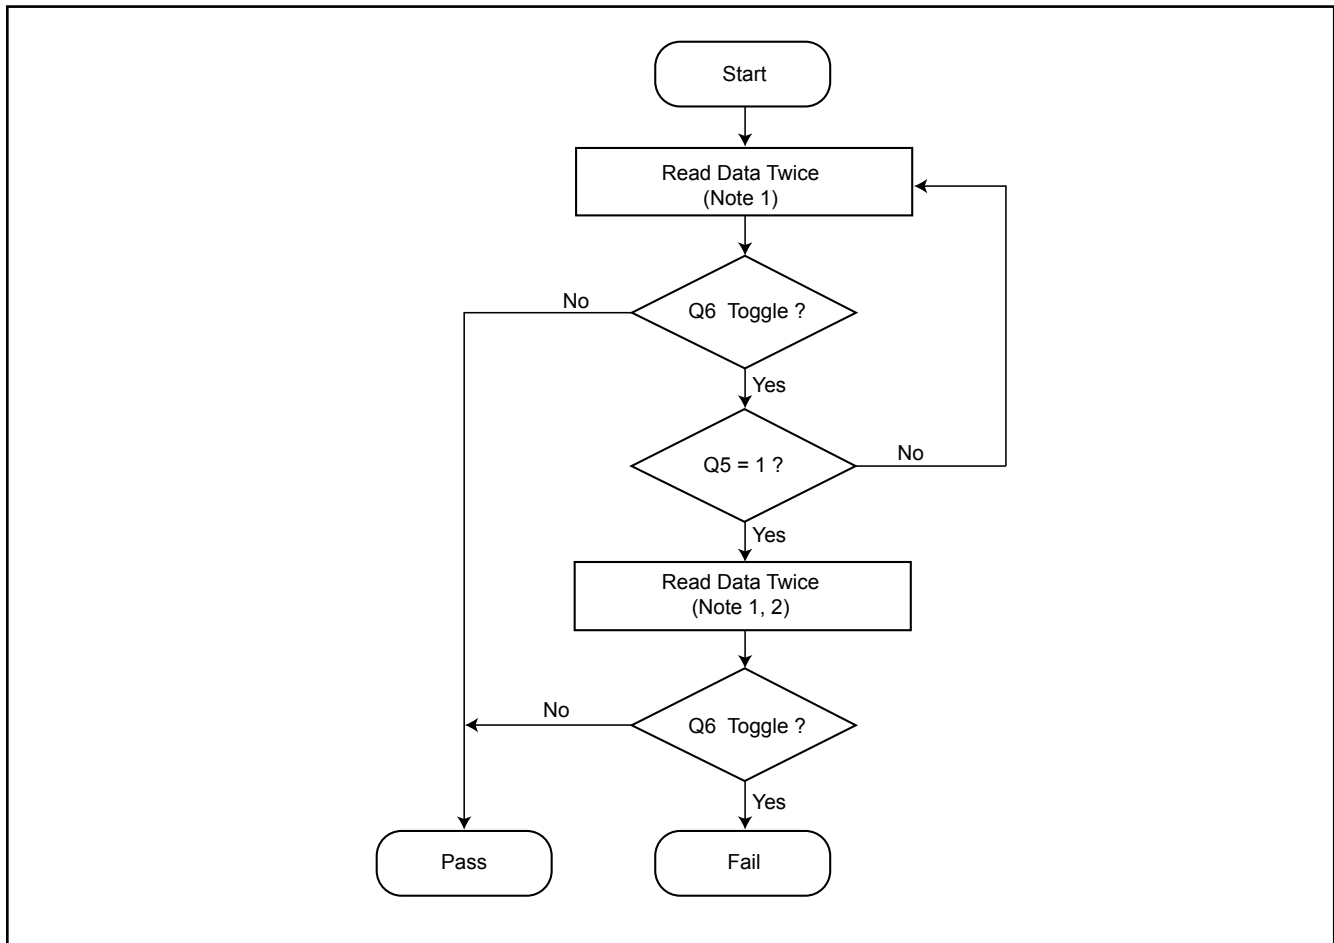 Start
Read Data Twice
(Note 1)
No
Q6 Toggle ?
Yes
Q5 = 1 ?
No
Yes
Read Data Twice
(Note 1, 2)
No
Q6 Toggle ?
Yes
Pass
Fail